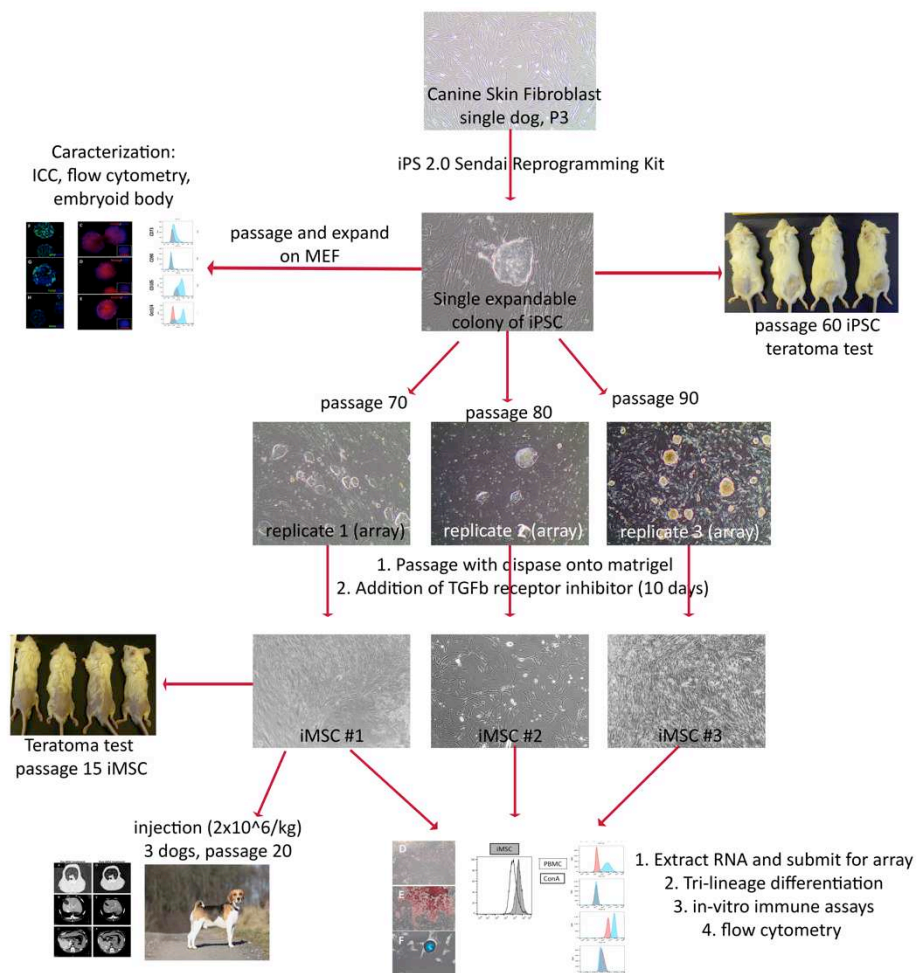 Canine Skin Fibroblast
single dog, P3
iPS 2.0 Sendai Reprogramming Kit
Caracterization:
ICC, flow cytometry,
embryoid body
passage and expand
on MEF
Single expandable
colony of iPSC
passage 60 iPSC
teratoma test
passage 70
passage 80
passage 90
replicate 1 (array)
replicate 2 (array)
replicate 3 (array)
1. Passage with dispase onto matrigel
2. Addition of TGFb receptor inhibitor (10 days)
iMSC #1
iMSC #2
iMSC #3
Teratoma test
passage 15 iMSC
injection (2x10^6/kg)
3 dogs, passage 20
D
E
F
iMSC
PBMC
ConA
1. Extract RNA and submit for array
2. Tri-lineage differentiation
3. in-vitro immune assays
4. flow cytometry